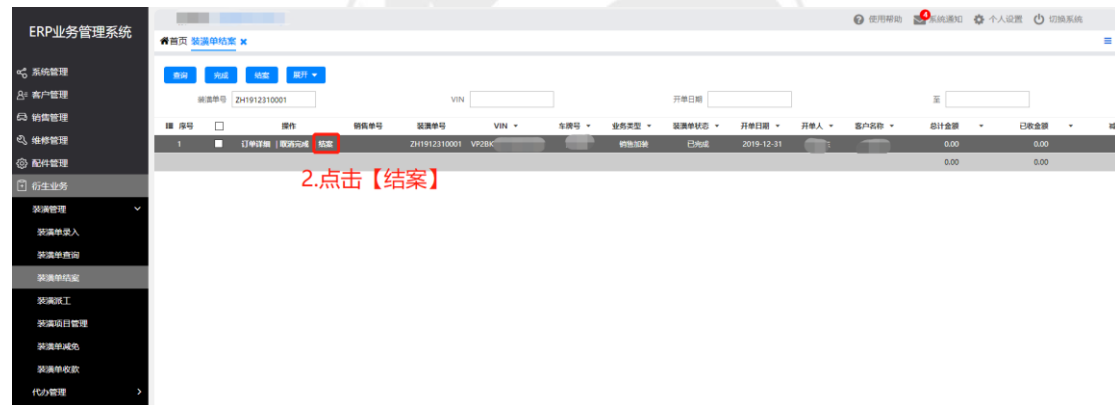 ERP业务管理系统
使用帮助 4 系统通知 个人设置 切换系统
首页 装潢单结案 ×
系统管理
客户管理
销售管理
维修管理
配件管理
衍生业务
装潢管理
装潢单录入
装潢单查询
装潢单结案
装潢派工
装潢项目管理
装潢单减免
装潢单收款
代办管理
查询 完成 结案 展开
装潢单号 ZH1912310001 VIN 开单日期 至
序号 操作 销售单号 装潢单号 VIN 车牌号 业务类型 装潢单状态 开单日期 开单人 客户名称 总计金额 已收金额
1 订单详细 | 取消完成 结案 ZH1912310001 VP2BK 销售加装 已完成 2019-12-31 0.00 0.00
0.00 0.00
2.点击【结案】